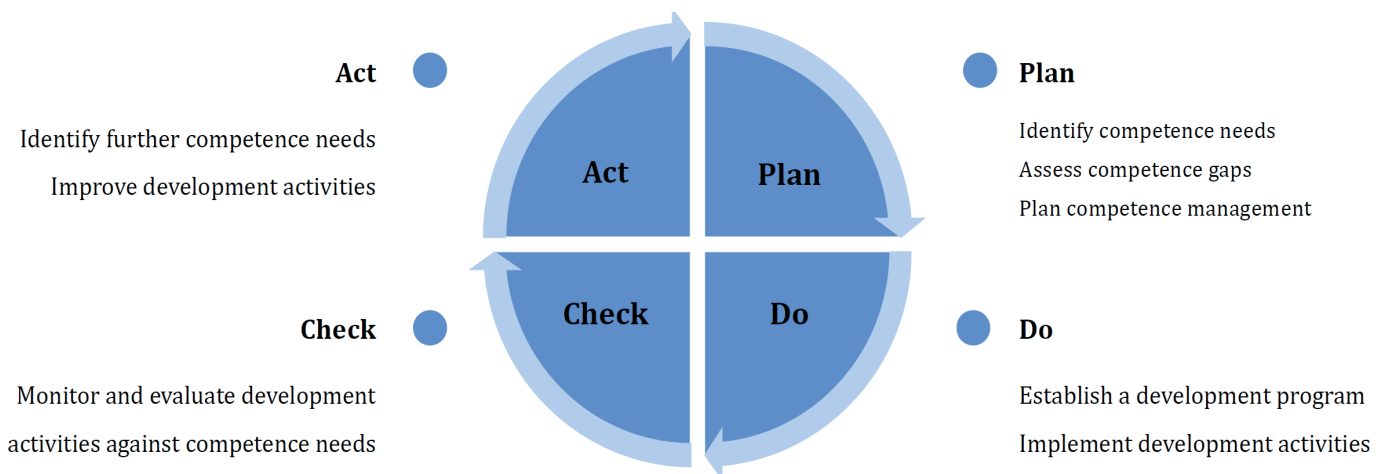 Act
Identify further competence needs
Improve development activities
Act
Plan
Plan
Identify competence needs
Assess competence gaps
Plan competence management
Check
Monitor and evaluate development
activities against competence needs
Check
Do
Do
Establish a development program
Implement development activities